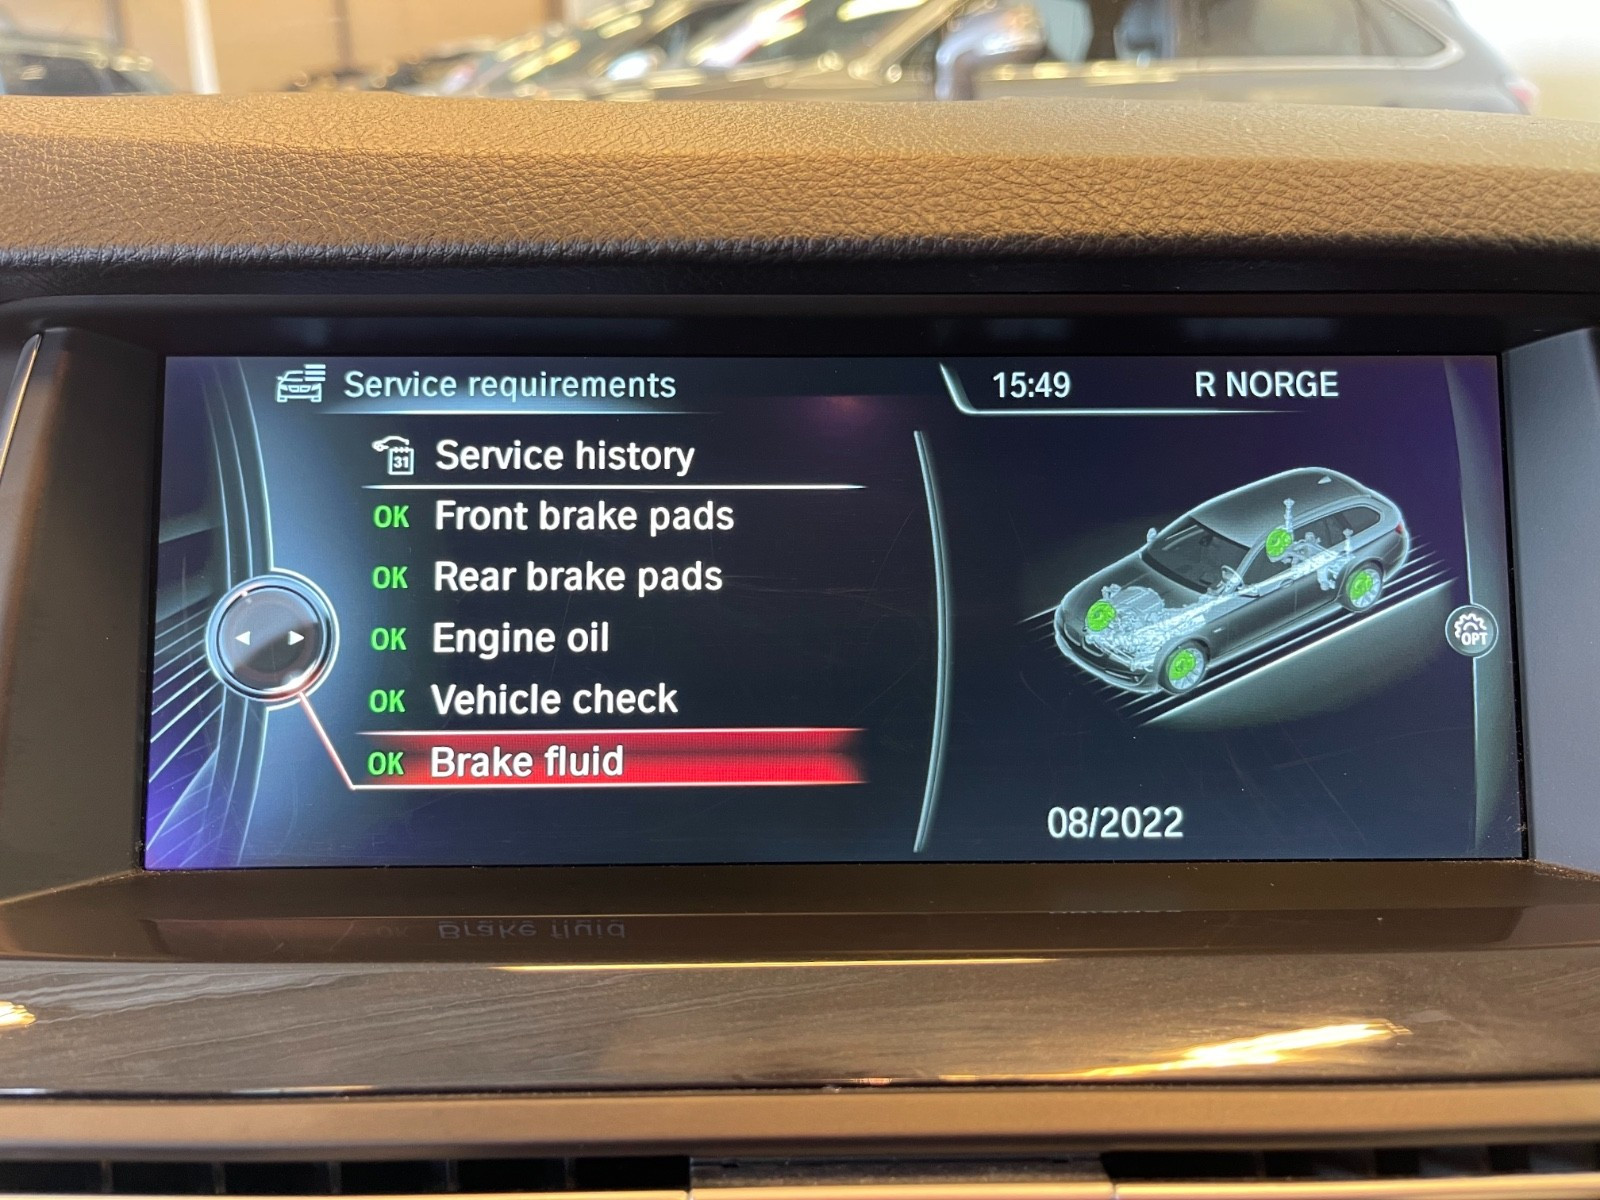 Service requirements
15:49
R NORGE
31 Service history
OK Front brake pads
OK Rear brake pads
OK Engine oil
OK Vehicle check
OK Brake fluid
OPT
08/2022